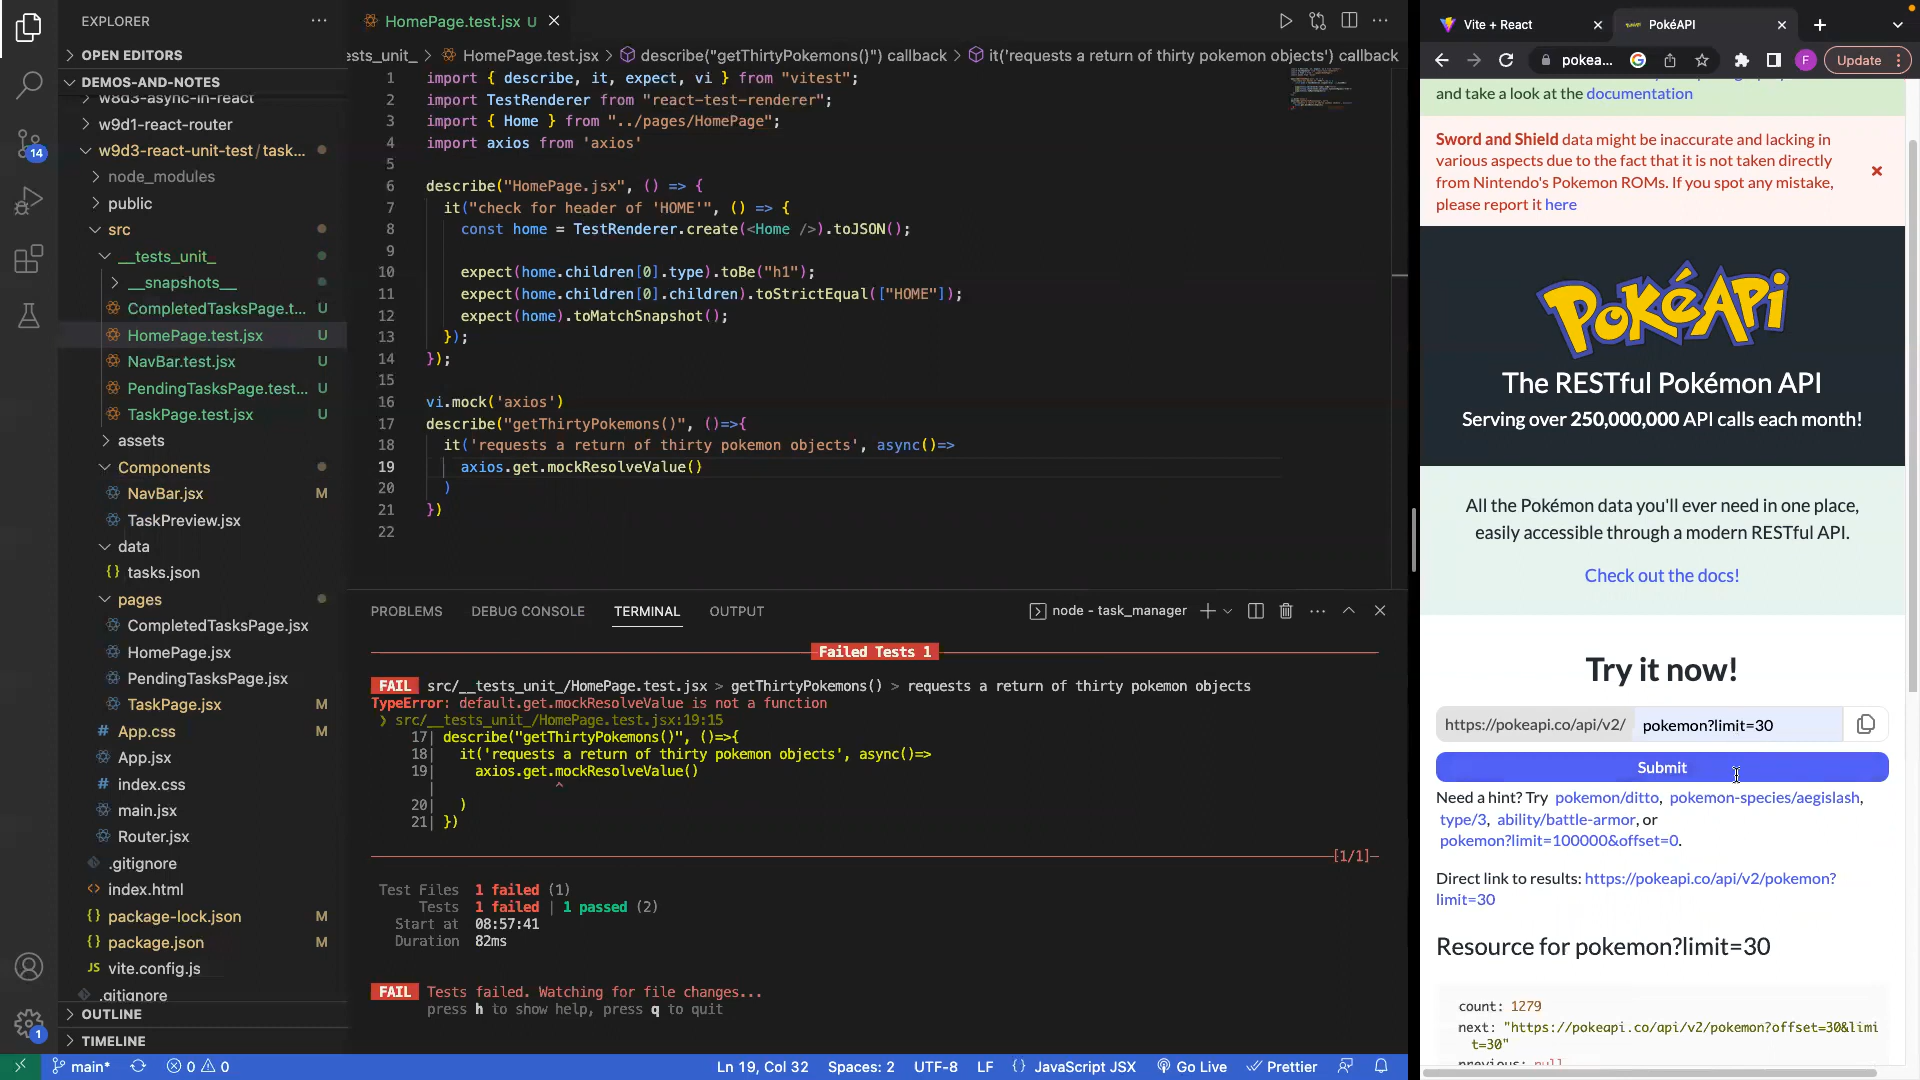 EXPLORER
OPEN EDITORS
DEMOS-AND-NOTES
w8d3-async-in-react
w9d1-react-router
w9d3-react-unit-test / task...
node_modules
public
src
__tests_unit_
__snapshots__
CompletedTasksPage.t... U
HomePage.test.jsx U
NavBar.test.jsx U
PendingTasksPage.test... U
TaskPage.test.jsx U
assets
Components
NavBar.jsx M
TaskPreview.jsx
data
{} tasks.json
pages
CompletedTasksPage.jsx
HomePage.jsx
PendingTasksPage.jsx
TaskPage.jsx M
# App.css M
App.jsx
# index.css
main.jsx
Router.jsx
.gitignore
<> index.html
{} package-lock.json M
{} package.json M
JS vite.config.js
.gitignore
OUTLINE
TIMELINE
14
1
HomePage.test.jsx U
ests_unit_ > HomePage.test.jsx > describe("getThirtyPokemons()") callback > it('requests a return of thirty pokemon objects') callback
1 import { describe, it, expect, vi } from "vitest";
2 import TestRenderer from "react-test-renderer";
3 import { Home } from "../pages/HomePage";
4 import axios from 'axios'
5
6 describe("HomePage.jsx", () => {
7 it("check for header of 'HOME'", () => {
8 const home = TestRenderer.create(<Home />).toJSON();
9
10 expect(home.children[0].type).toBe("h1");
11 expect(home.children[0].children).toStrictEqual(["HOME"]);
12 expect(home).toMatchSnapshot();
13 });
14 });
15
16 vi.mock('axios')
17 describe("getThirtyPokemons()", ()=>{
18 it('requests a return of thirty pokemon objects', async()=>
19 axios.get.mockResolveValue()
20 )
21 })
22
PROBLEMS DEBUG CONSOLE TERMINAL OUTPUT
node - task_manager
Failed Tests 1
FAIL src/__tests_unit_/HomePage.test.jsx > getThirtyPokemons() > requests a return of thirty pokemon objects
TypeError: default.get.mockResolveValue is not a function
❯ src/__tests_unit_/HomePage.test.jsx:19:15
17| describe("getThirtyPokemons()", ()=>{
18| it('requests a return of thirty pokemon objects', async()=>
19| axios.get.mockResolveValue()
| ^
20| )
21| })
[1/1]
Test Files 1 failed (1)
Tests 1 failed | 1 passed (2)
Start at 08:57:41
Duration 82ms
FAIL Tests failed. Watching for file changes...
press h to show help, press q to quit
main* 0 0 Ln 19, Col 32 Spaces: 2 UTF-8 LF {} JavaScript JSX Go Live Prettier
Vite + React PokéAPI
pokea... F Update
and take a look at the documentation
Sword and Shield data might be inaccurate and lacking in
various aspects due to the fact that it is not taken directly
from Nintendo's Pokemon ROMs. If you spot any mistake,
please report it here
PokéAPI
The RESTful Pokémon API
Serving over 250,000,000 API calls each month!
All the Pokémon data you'll ever need in one place,
easily accessible through a modern RESTful API.
Check out the docs!
Try it now!
https://pokeapi.co/api/v2/ pokemon?limit=30
Submit
Need a hint? Try pokemon/ditto, pokemon-species/aegislash,
type/3, ability/battle-armor, or
pokemon?limit=100000&offset=0.
Direct link to results: https://pokeapi.co/api/v2/pokemon?
limit=30
Resource for pokemon?limit=30
count: 1279
next: "https://pokeapi.co/api/v2/pokemon?offset=30&limi
t=30"
previous: null